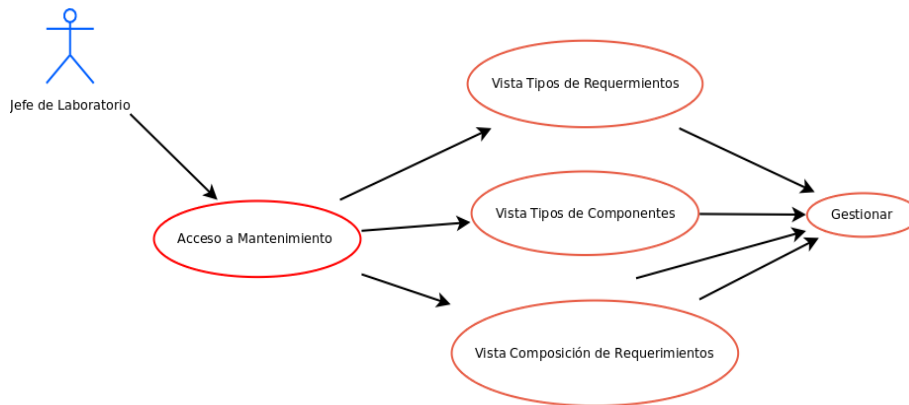 Jefe de Laboratorio
Vista Tipos de Requermientos
Acceso a Mantenimiento
Vista Tipos de Componentes
Gestionar
Vista Composición de Requerimientos